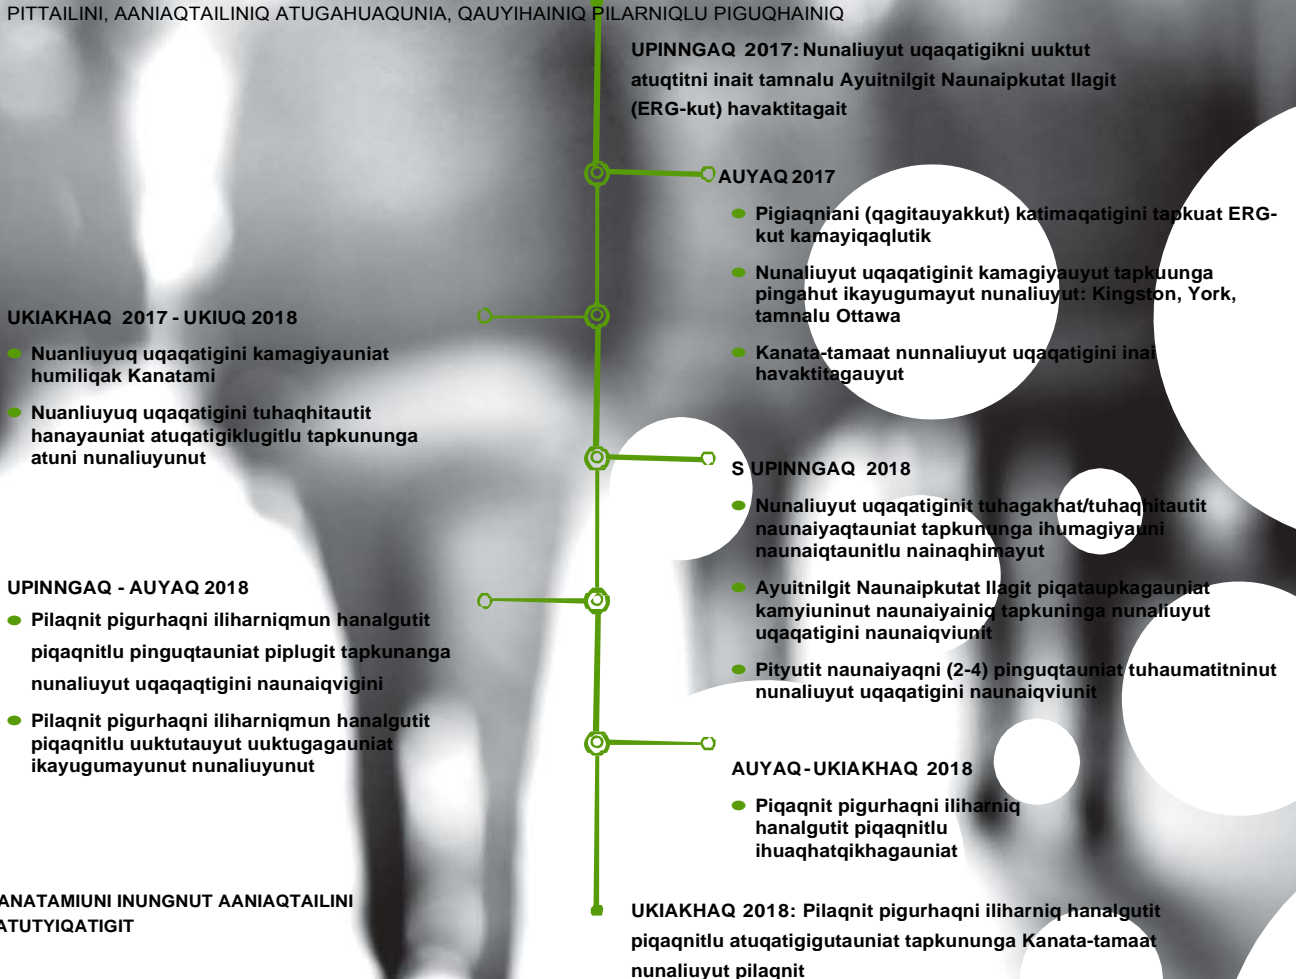 PITTAILINI, AANIAQTAILINIQ ATUGAHUAQUNIA, QAUYIHAINIQ PILARNIQLU PIGUQHAINIQ
UPINNGAQ 2017: Nunaliuyut uqaqatigikni uuktut
atuqtitni inait tamnalu Ayuitnilgit Naunaipkutat Ilagit
(ERG-kut) havaktitagait
AUYAQ 2017
Pigiaqniani (qagitauyakkut) katimaqatigini tapkuat ERG-
kut kamayiqaqlutik
Nunaliuyut uqaqatiginit kamagiyauyut tapkuunga
pingahut ikayugumayut nunaliuyut: Kingston, York,
tamnalu Ottawa
Kanata-tamaat nunnaliuyut uqaqatigini inai
havaktitagauyut
UKIAKHAQ 2017 - UKIUQ 2018
Nuanliuyuq uqaqatigini kamagiyauniat
humiliqak Kanatami
Nuanliuyuq uqaqatigini tuhaqhitautit
hanayauniat atuqatigiklugitlu tapkununga
atuni nunaliuyunut
S UPINNGAQ 2018
Nunaliuyut uqaqatiginit tuhagakhat/tuhaqhitautit
naunaiyaqtauniat tapkununga ihumagiyauni
naunaiqtaunitlu nainaqhimayut
Ayuitnilgit Naunaipkutat Ilagit piqataupkagauniat
kamyiuninut naunaiyainiq tapkuninga nunaliuyut
uqaqatigini naunaiqviunit
Pityutit naunaiyaqni (2-4) pinguqtauniat tuhaumatitninut
nunaliuyut uqaqatigini naunaiqviunit
UPINNGAQ - AUYAQ 2018
Pilaqnit pigurhaqni iliharniqmun hanalgutit
piqaqnitlu pinguqtauniat piplugit tapkunanga
nunaliuyut uqaqaqtigini naunaiqvigini
Pilaqnit pigurhaqni iliharniqmun hanalgutit
piqaqnitlu uuktutauyut uuktugagauniat
ikayugumayunut nunaliuyunut
AUYAQ-UKIAKHAQ 2018
Piqaqnit pigurhaqni iliharniq
hanalgutit piqaqnitlu
ihuaqhatqikhagauniat
ANATAMIUNI INUNGNUT AANIAQTAILINI
ATUTYIQATIGIT
UKIAKHAQ 2018: Pilaqnit pigurhaqni iliharniq hanalgutit
piqaqnitlu atuqatigigutauniat tapkununga Kanata-tamaat
nunaliuyut pilaqnit